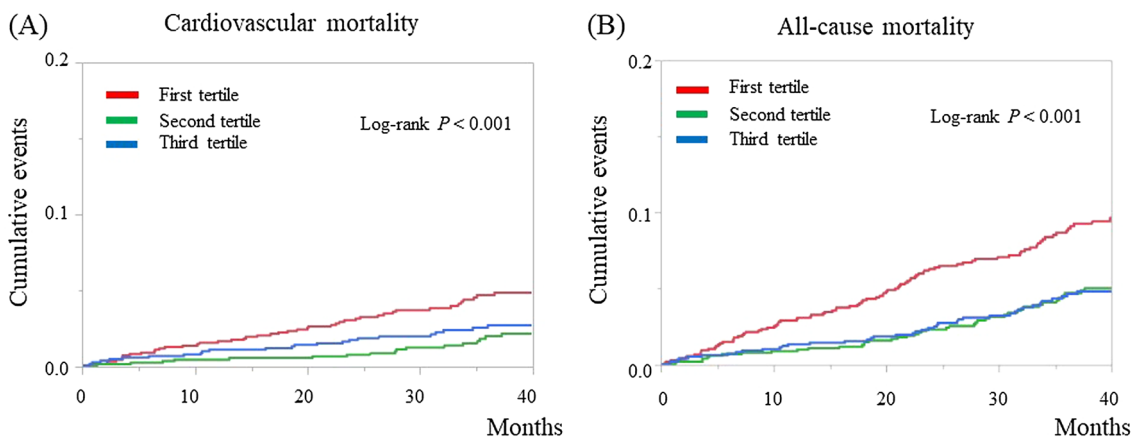 (A)
Cardiovascular mortality
0.2
First tertile
Second tertile
Third tertile
Log-rank P < 0.001
0.1
0.0
Cumulative events
0
10
20
30
40
Months
(B)
All-cause mortality
0.2
First tertile
Second tertile
Third tertile
Log-rank P < 0.001
0.1
0.0
Cumulative events
0
10
20
30
40
Months